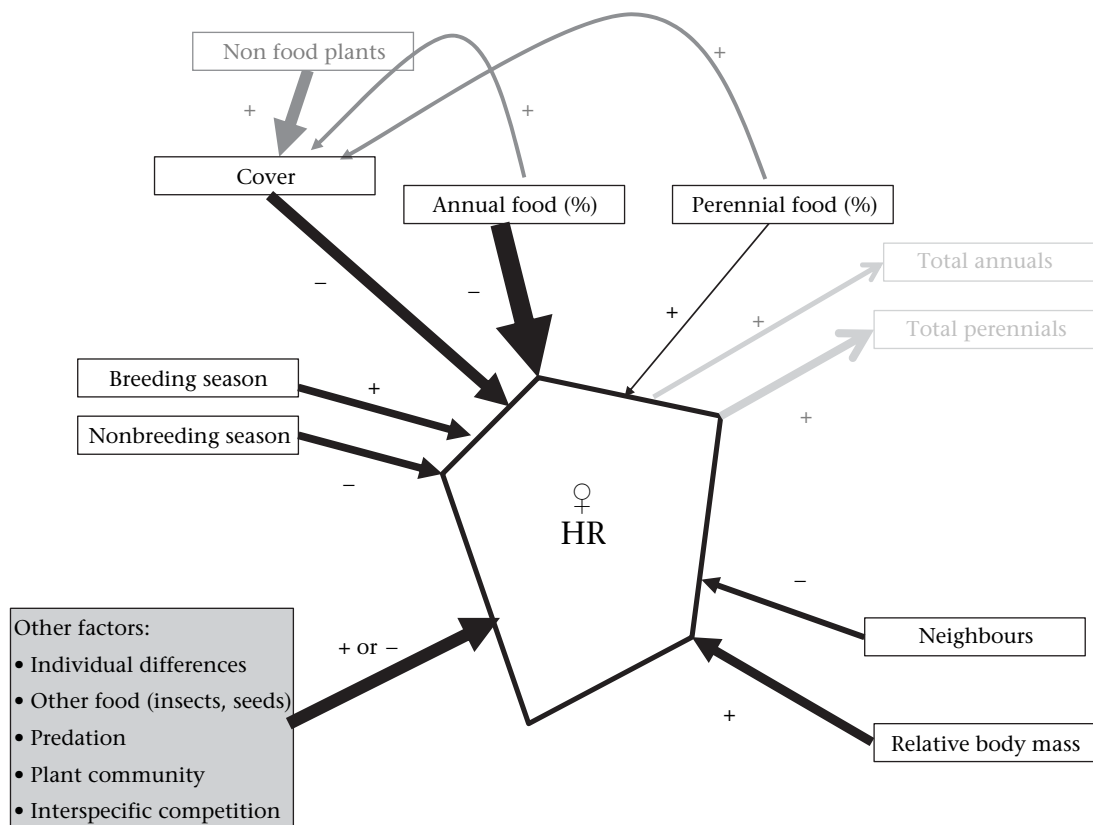 Non food plants
+
+
+
Cover
Annual food (%)
Perennial food (%)
Total annuals
Total perennials
−
−
+
+
+
Breeding season
+
Nonbreeding season
−
♀
HR
−
Neighbours
+
Relative body mass
+ or −
Other factors:
• Individual differences
• Other food (insects, seeds)
• Predation
• Plant community
• Interspecific competition